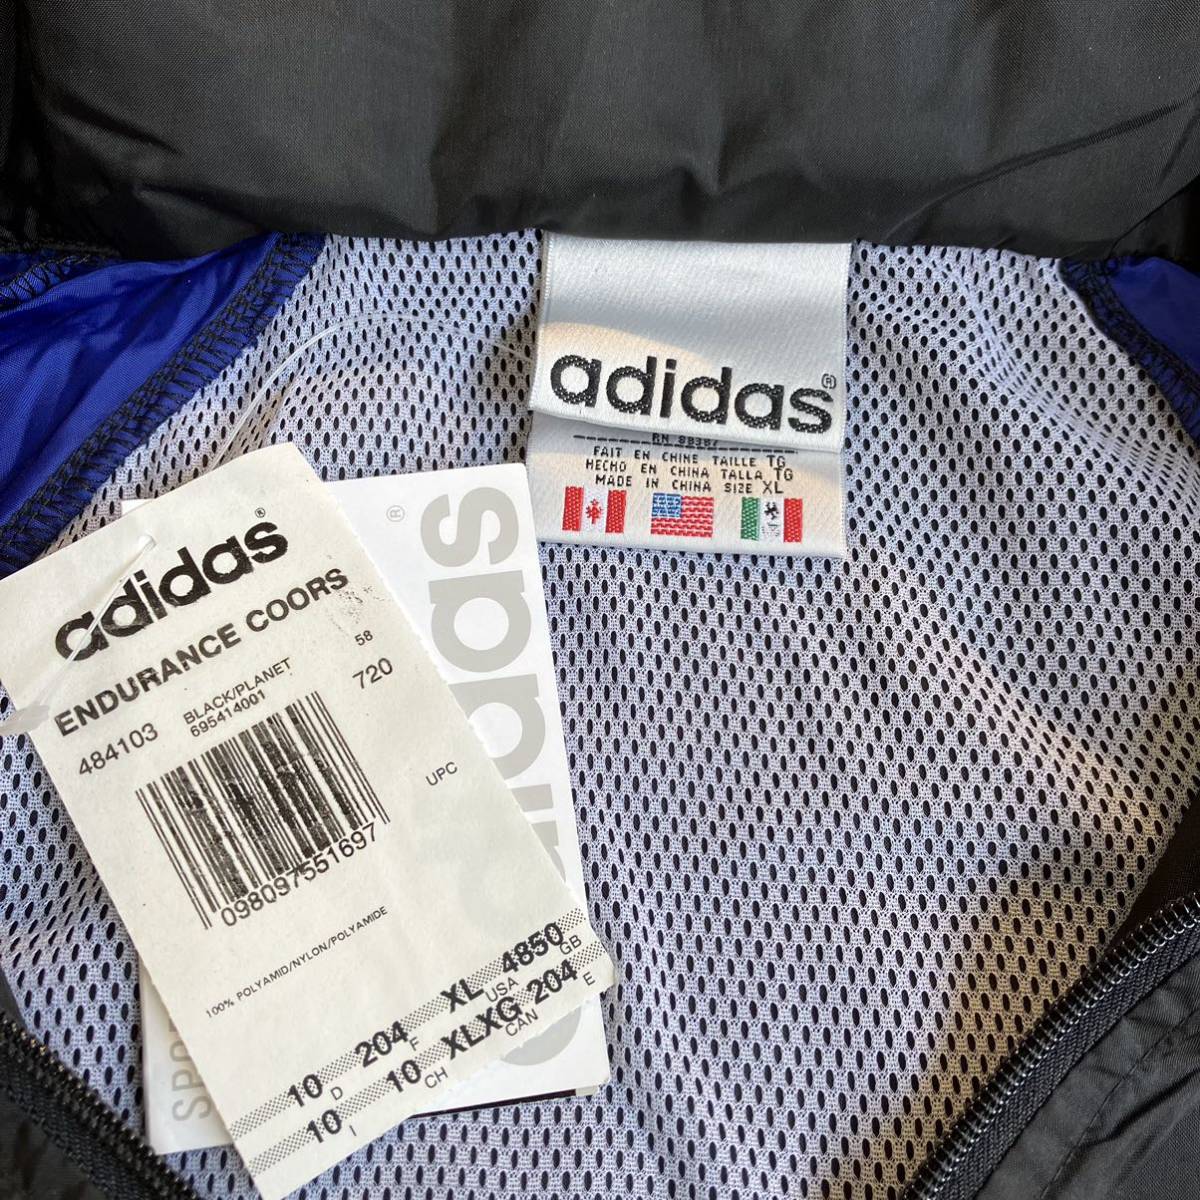 adidas®
RN 88387
FAIT EN CHINE TAILLE TG
HECHO EN CHINA TALLA TG
MADE IN CHINA SIZE XL
adidas®
ENDURANCE COORS
58
BLACK/PLANET
484103 695414001 720
UPC
098097551697
100% POLYAMID/NYLON/POLYAMIDE
10 D 204 F XL USA 4850 GB
10 I 10 CH XLXG CAN 204 E
adidas®